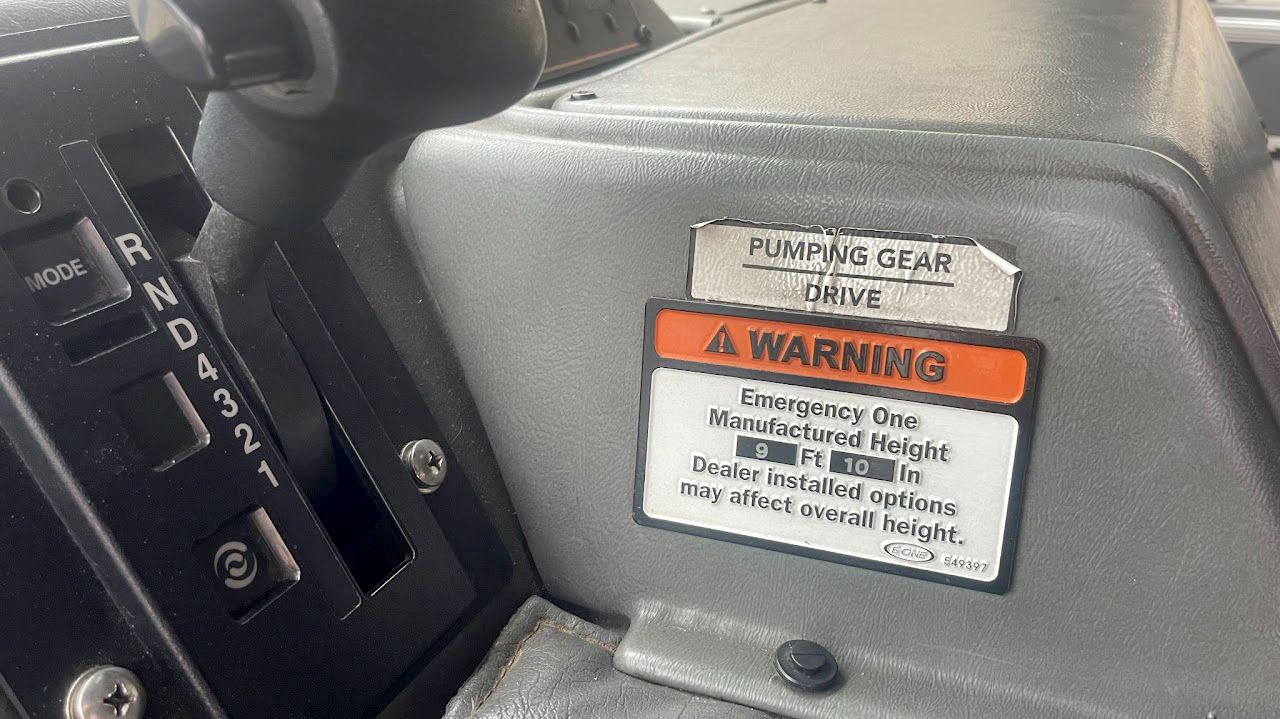 MODE
R
N
D
4
3
2
1
PUMPING GEAR
DRIVE
WARNING
Emergency One
Manufactured Height
9 Ft 10 In
Dealer installed options
may affect overall height.
E-ONE
549397